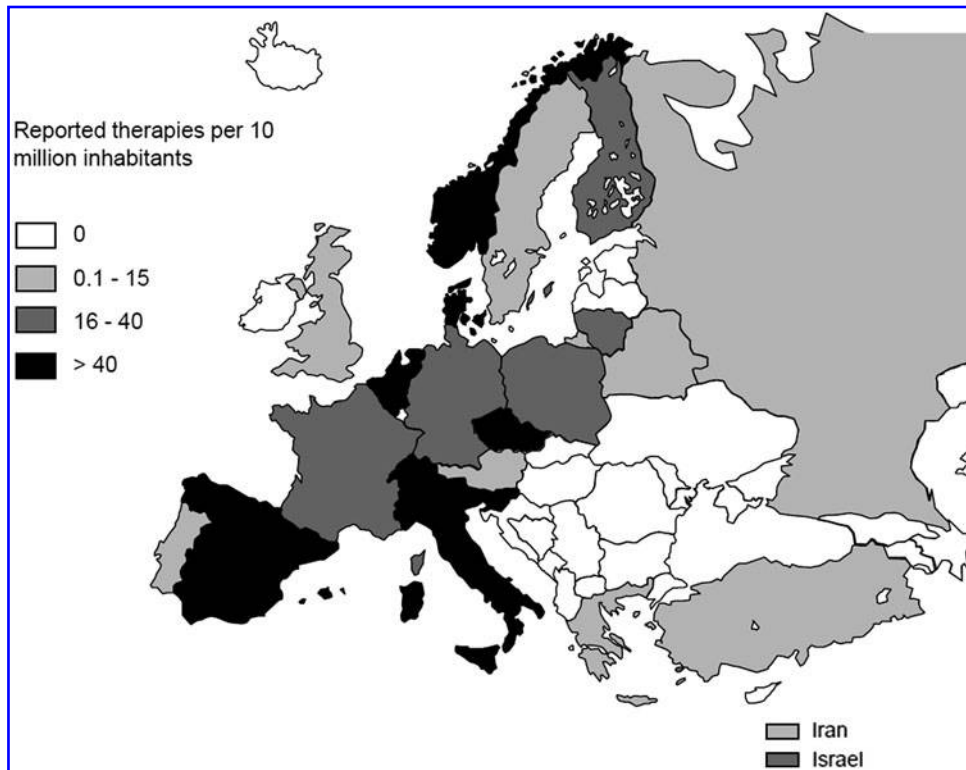 Reported therapies per 10
million inhabitants
0
0.1 - 15
16 - 40
> 40
Iran
Israel